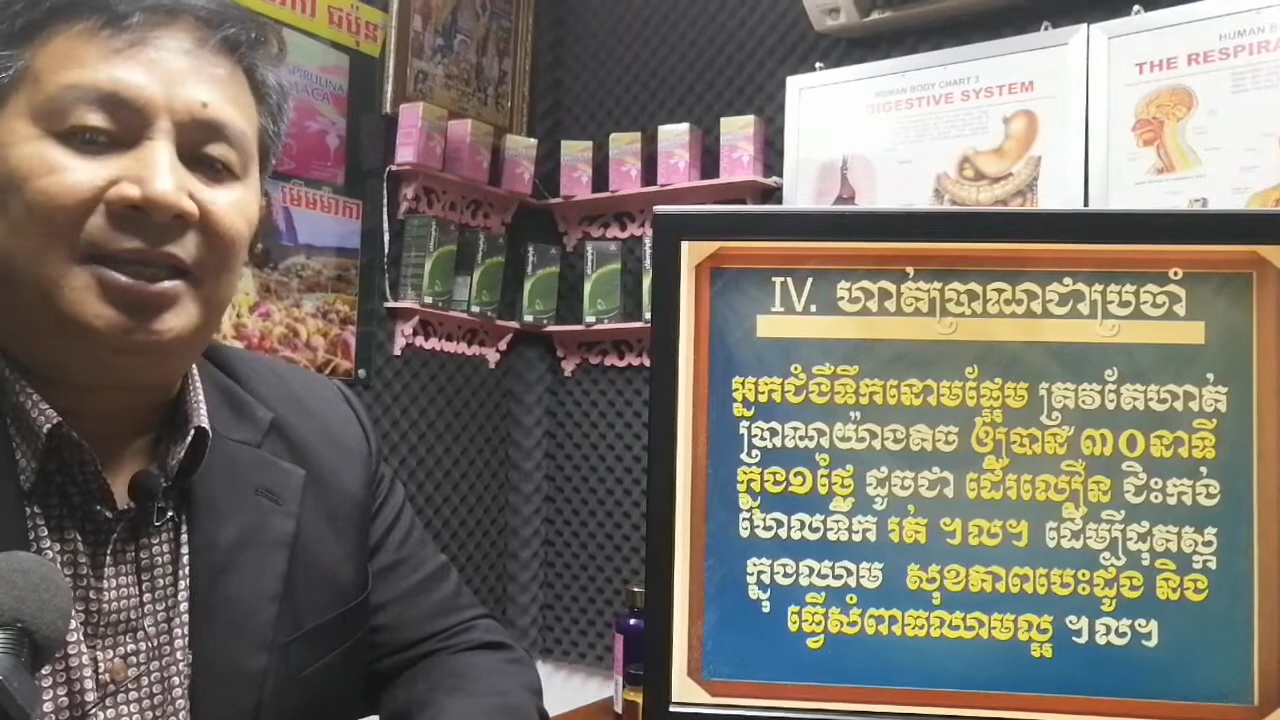 ជប៉ុន
SPIRULINA
MACA
មើមម៉ាកា
HUMAN BODY CHART 3
DIGESTIVE SYSTEM
HUMAN
THE RESPIRA
IV. ហាត់ប្រាណជាប្រចាំ
អ្នកជំងឺទឹកនោមផ្អែម ត្រូវតែហាត់
ប្រាណយ៉ាងតិច ឲ្យបាន ៣០នាទី
ក្នុង១ថ្ងៃ ដូចជា ដើរលឿន ជិះកង់
ហែលទឹក រត់ ។ល។ ដើម្បីដុតស្ករ
ក្នុងឈាម សុខភាពបេះដូង និង
ធ្វើសំពាធឈាមល្អ ។ល។